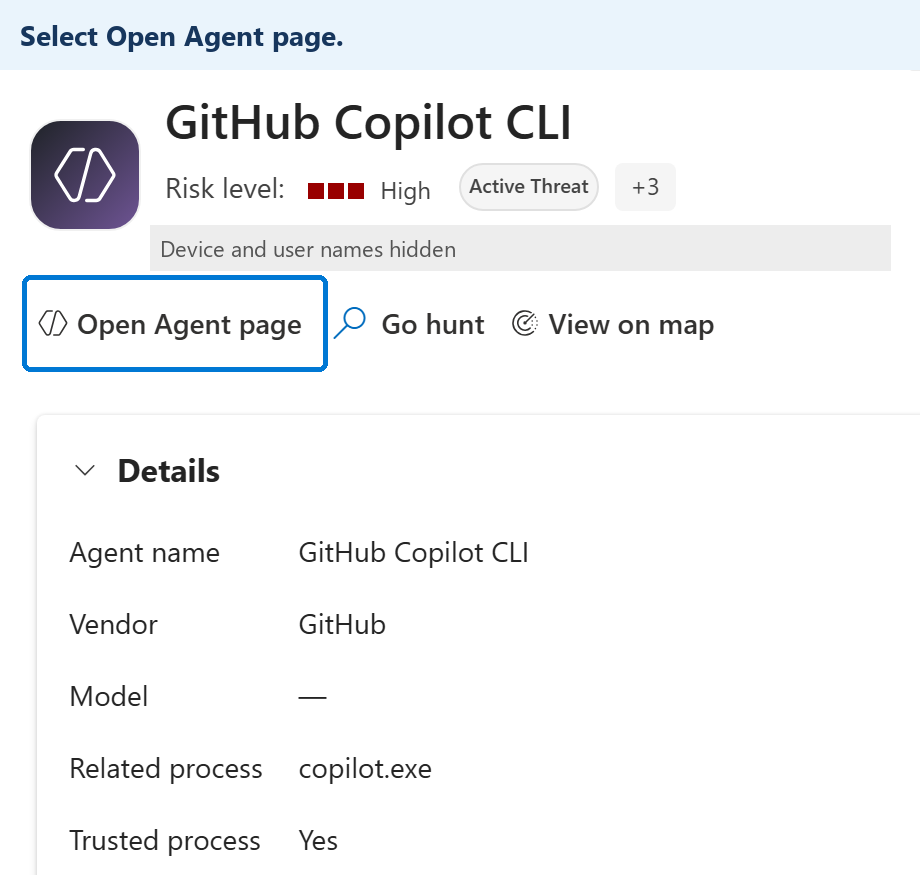 Select Open Agent page.
GitHub Copilot CLI
Risk level: High Active Threat +3
Device and user names hidden
Open Agent page Go hunt View on map
Details
Agent name GitHub Copilot CLI
Vendor GitHub
Model —
Related process copilot.exe
Trusted process Yes